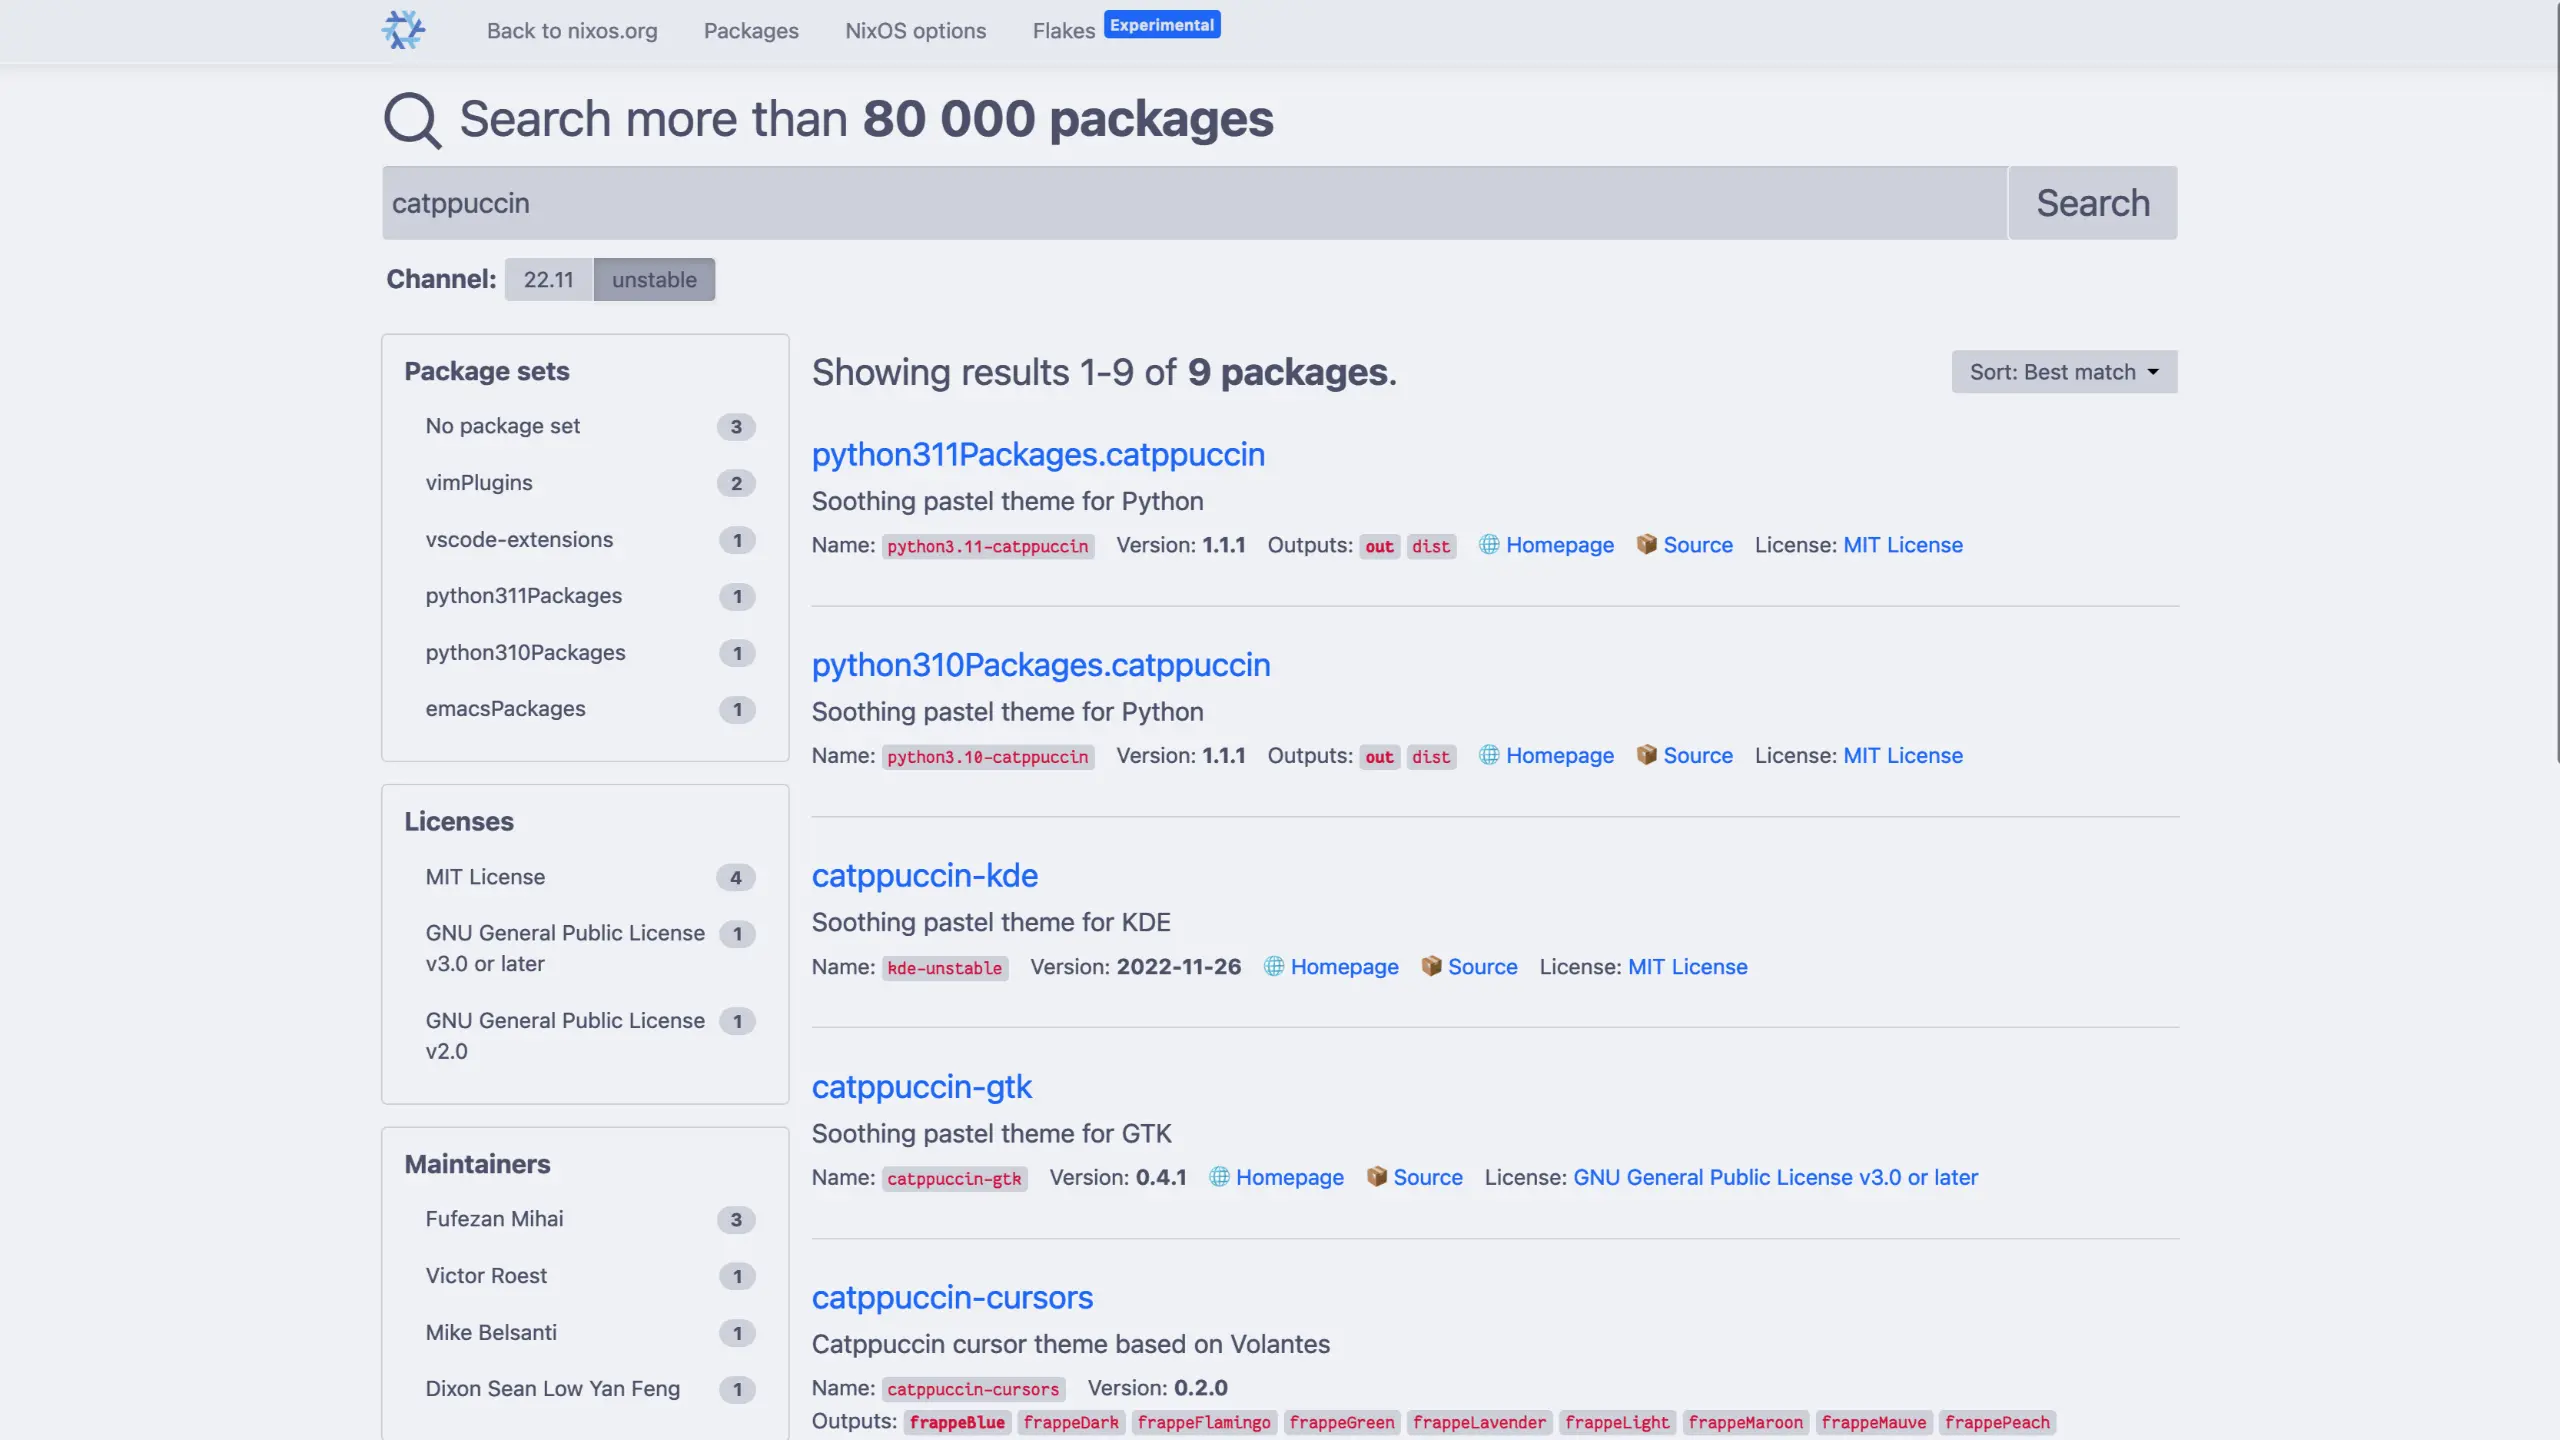 Back to nixos.org Packages NixOS options Flakes Experimental
Search more than 80 000 packages
catppuccin Search
Channel: 22.11 unstable
Package sets
No package set 3
vimPlugins 2
vscode-extensions 1
python311Packages 1
python310Packages 1
emacsPackages 1
Licenses
MIT License 4
GNU General Public License 1
v3.0 or later
GNU General Public License 1
v2.0
Maintainers
Fufezan Mihai 3
Victor Roest 1
Mike Belsanti 1
Dixon Sean Low Yan Feng 1
Showing results 1-9 of 9 packages.
Sort: Best match
python311Packages.catppuccin
Soothing pastel theme for Python
Name: python3.11-catppuccin Version: 1.1.1 Outputs: out dist Homepage Source License: MIT License
python310Packages.catppuccin
Soothing pastel theme for Python
Name: python3.10-catppuccin Version: 1.1.1 Outputs: out dist Homepage Source License: MIT License
catppuccin-kde
Soothing pastel theme for KDE
Name: kde-unstable Version: 2022-11-26 Homepage Source License: MIT License
catppuccin-gtk
Soothing pastel theme for GTK
Name: catppuccin-gtk Version: 0.4.1 Homepage Source License: GNU General Public License v3.0 or later
catppuccin-cursors
Catppuccin cursor theme based on Volantes
Name: catppuccin-cursors Version: 0.2.0
Outputs: frappeBlue frappeDark frappeFlamingo frappeGreen frappeLavender frappeLight frappeMaroon frappeMauve frappePeach